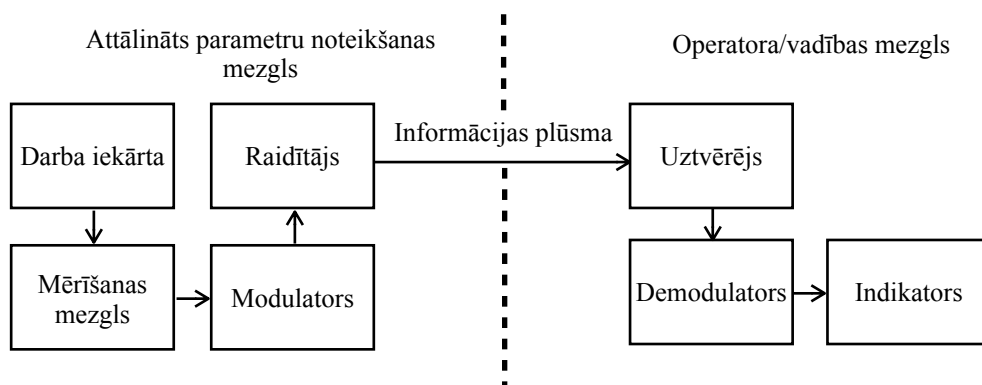 Attālināts parametru noteikšanas
mezgls
Operatora/vadības mezgls
Darba iekārta
Raidītājs
Informācijas plūsma
Uztvērējs
Mērīšanas
mezgls
Modulators
Demodulators
Indikators